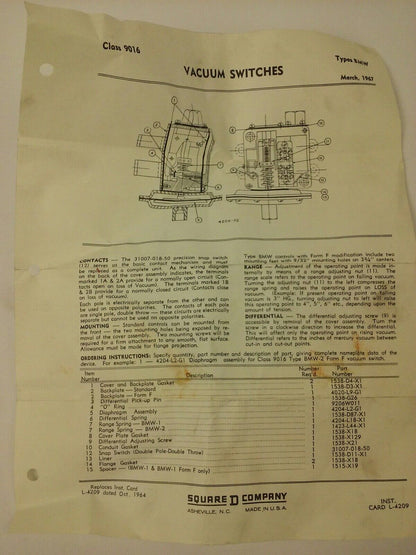 Class 9016
Types BMW
VACUUM SWITCHES
March, 1967
CONTACTS — The 31007-016-50 precision snap switch
(12) serves as the basic contact mechanism and must
be replaced as a complete unit. As the wiring diagram
on the back of the cover assembly indicates, the terminals
marked 1A & 2A provide for a normally open circuit (Con-
tacts open on loss of Vacuum). The terminals marked 1B
& 2B provide for a normally closed circuit (Contacts close
on loss of vacuum).
Each pole is electrically separate from the other and can
be used on opposite polarities. The contacts of each pole
are single pole, double throw — these circuits are electrically
separate but cannot be used on opposite polarities.
MOUNTING — Standard controls can be mounted from
the front — the two mounting holes being exposed by re-
moval of the cover assembly. Two mounting screws will be
required for a firm attachment to any smooth, flat surface.
Allowance must be made for flange projection.
Type BMW controls with Form F modification include two
mounting feet with 9/32" mounting holes on 1¾" centers.
RANGE — Adjustment of the operating point is made in-
ternally by means of a range adjusting nut (11). The
range scale refers to the operating point on falling vacuum.
Turning the adjusting nut (11) to the left compresses the
range spring and raises the operating point on LOSS of
vacuum. (Example: If present operating point on falling
vacuum is 3" HG., turning adjusting nut to left will raise
this operating point to 4", 5", 6" etc., depending upon the
amount of tension.
DIFFERENTIAL — The differential adjusting screw (9) is
accessible by removal of the cover assembly. Turn the
screw in a clockwise direction to increase the differential.
This will affect only the operating point on rising vacuum.
Differential refers to the inches of mercury vacuum between
cut-in and cut-out point.
ORDERING INSTRUCTIONS: Specify quantity, part number and description of part, giving complete nameplate data of the
device. For example: 1 — 4204-L2-G1 Diaphragm assembly for Class 9016 Type BMW-2 Form F vacuum switch.
Item Number Description Number Req'd. Part Number
1 Cover and Backplate Gasket 2 1538-D4-X1
2 Backplate — Standard 1 1538-D3-X1
2 Backplate — Form F 1 4020-L9-G1
3 Differential Pick-up Pin 1 1538-G26
4 "O" Ring 1 9206W011
5 Diaphragm Assembly 1 4204-L2-G1
6 Differential Spring 1 1538-D87-X1
7 Range Spring — BMW-1 1 4204-L18-X1
7 Range Spring — BMW-2 1 1423-L44-X1
8 Cover Plate Gasket 1 1538-X18
9 Differential Adjusting Screw 1 1538-X129
10 Conduit Gasket 1 1538-X21
12 Snap Switch (Double Pole-Double Throw) 1 31007-018-50
13 Liner 1 1538-D11-X1
14 Flange Gasket 2 1538-X18
15 Spacer — (BMW-1 & BMW-1 Form F only) 1 1515-X19
Replaces Inst. Card
L-4209 dated Oct. 1964
SQUARE D COMPANY
ASHEVILLE, N.C. MADE IN U.S.A.
INST.
CARD L-4209